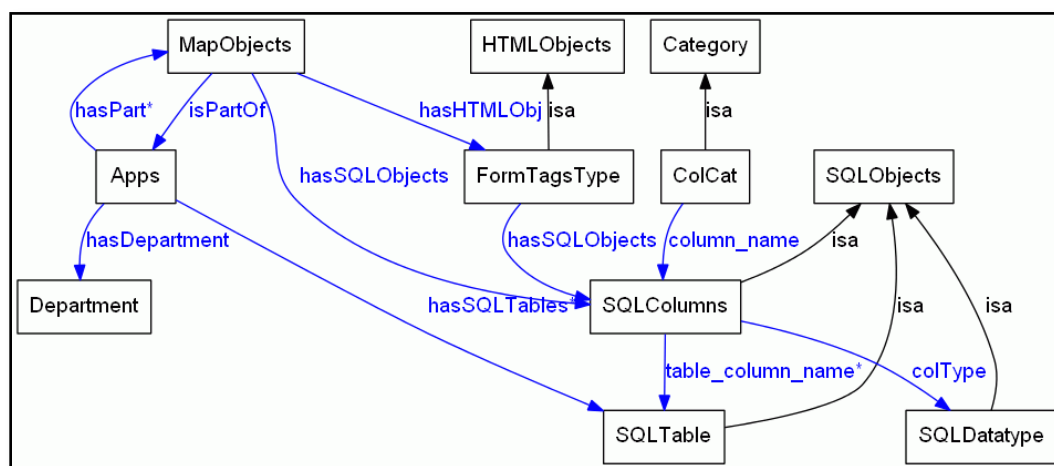 MapObjects
HTMLObjects
Category
hasPart*
isPartOf
hasHTMLObj
isa
isa
Apps
hasSQLObjects
FormTagsType
ColCat
SQLObjects
hasDepartment
hasSQLObjects
column_name
isa
Department
hasSQLTables*
SQLColumns
isa
isa
table_column_name*
colType
SQLTable
SQLDatatype